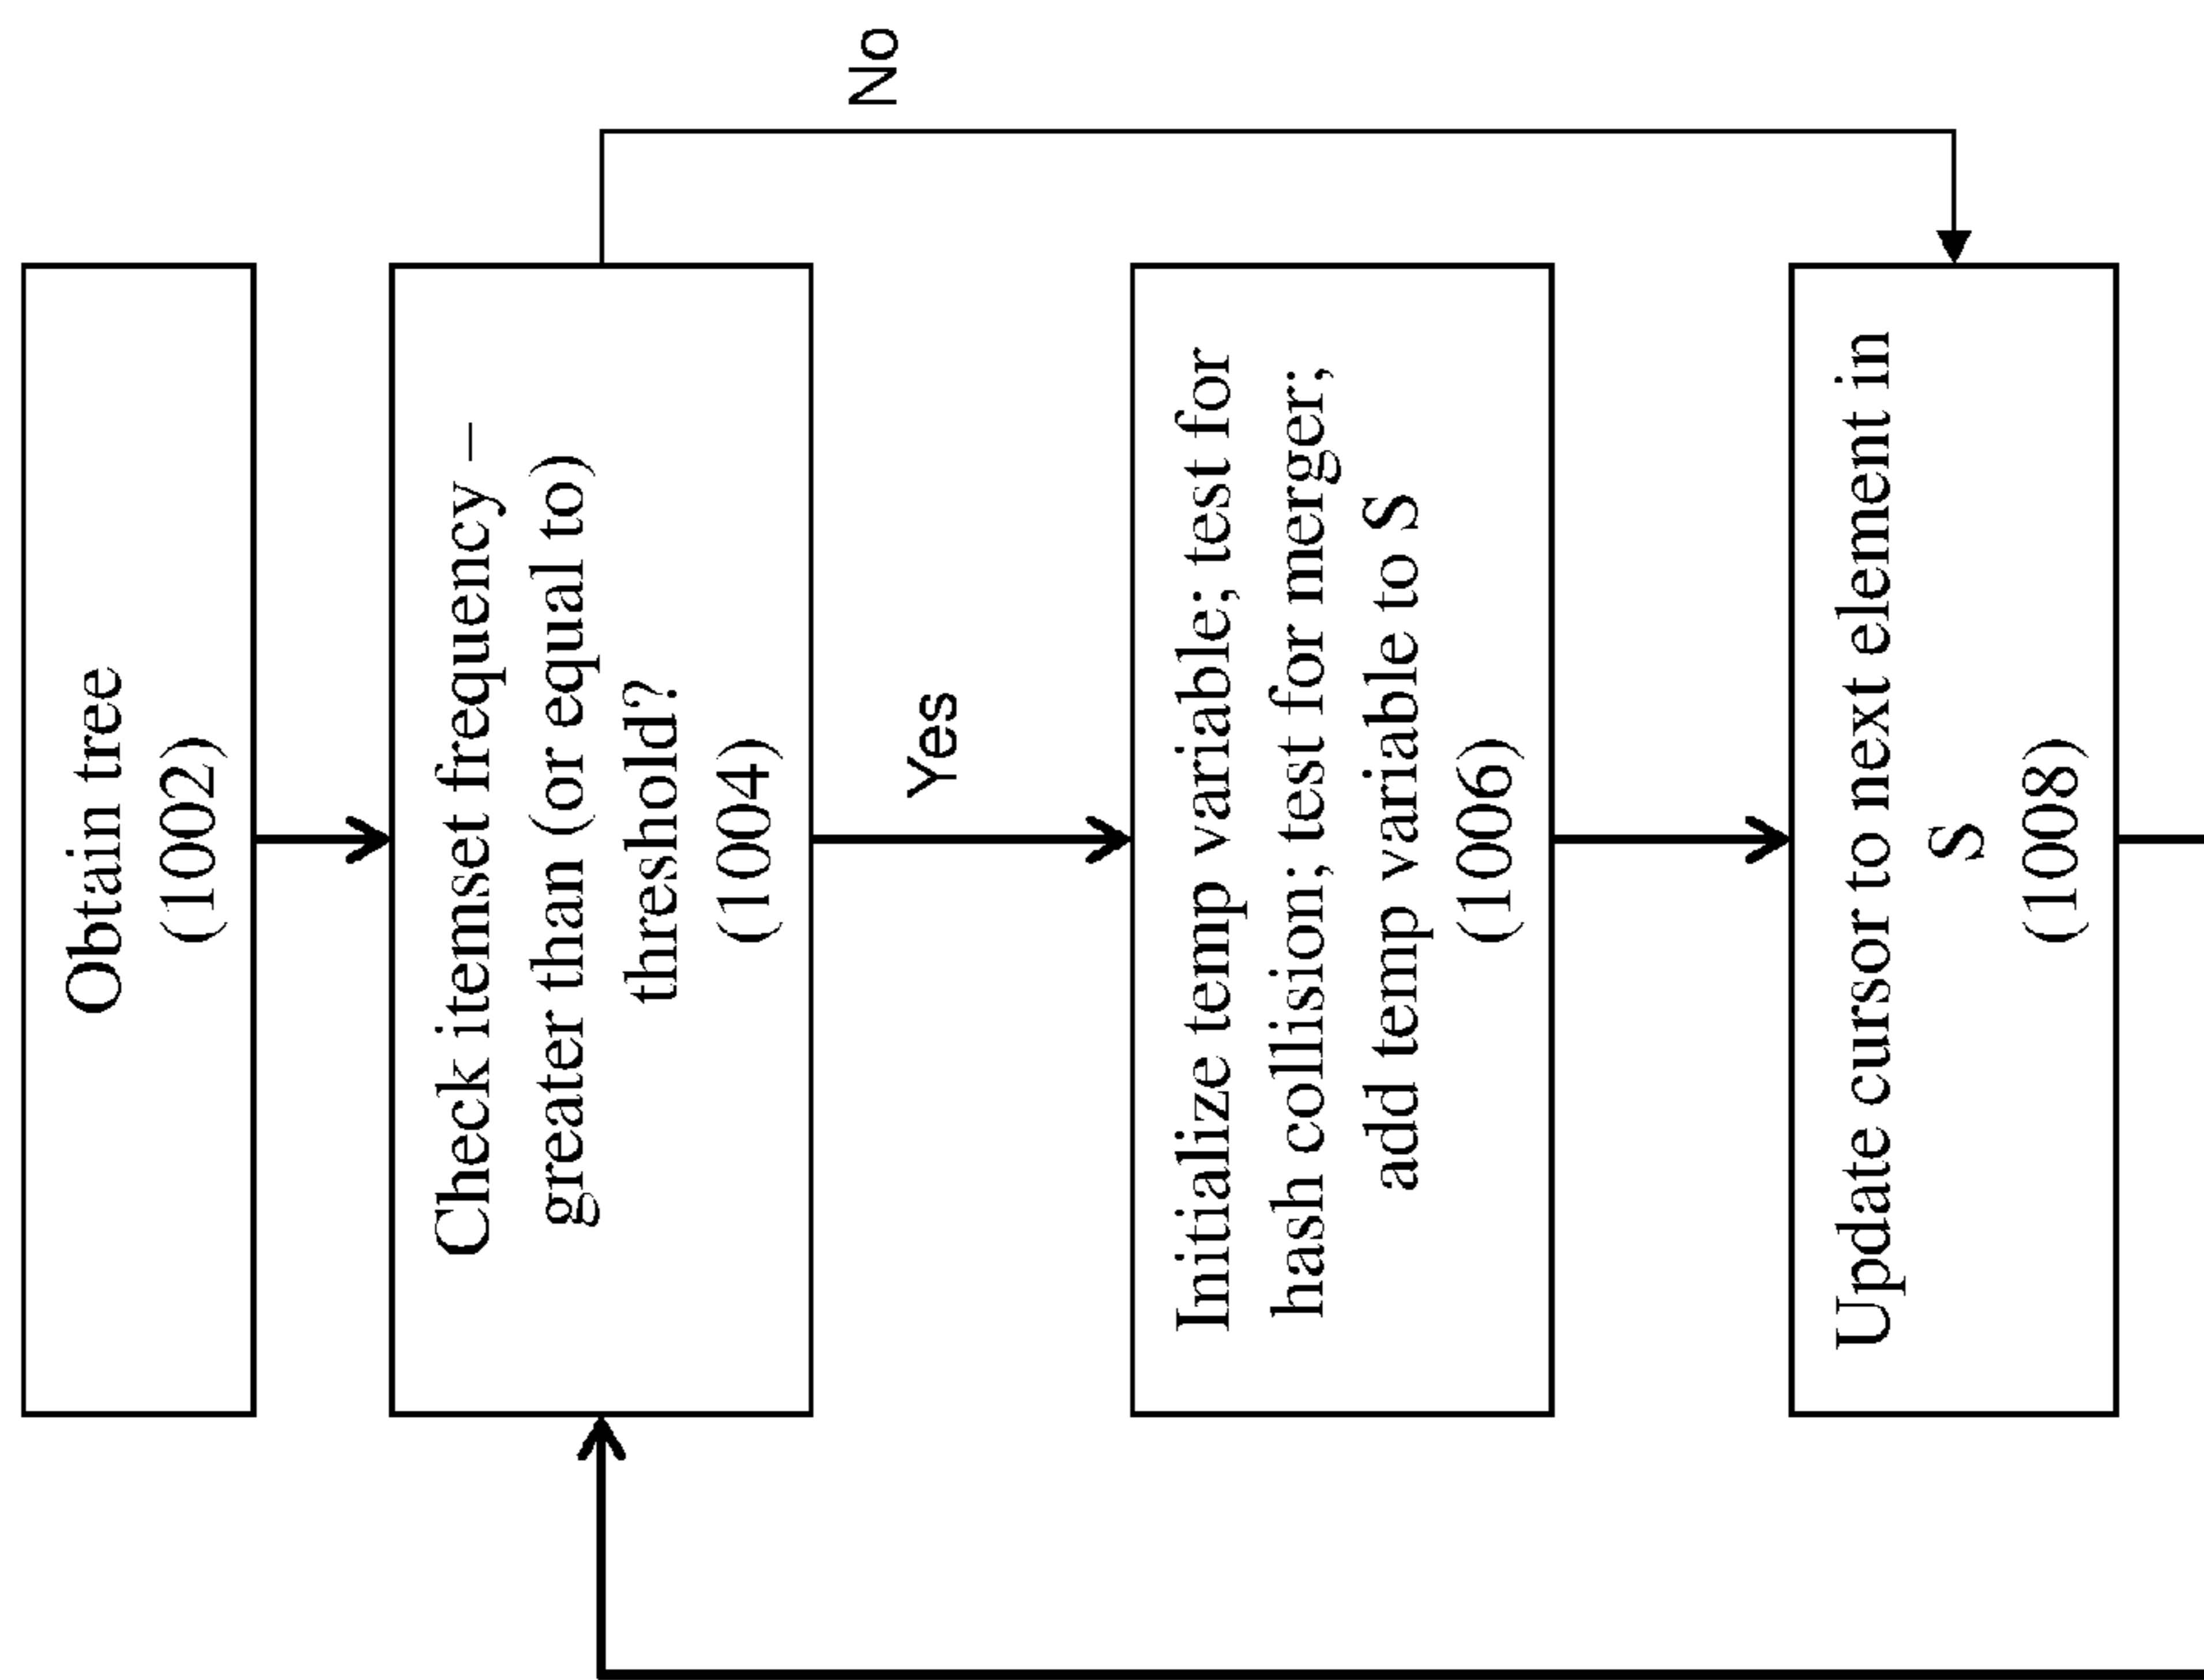 Obtain tree
(1002)
Check itemset frequency –
greater than (or equal to)
threshold?
(1004)
No
Yes
Initialize temp variable; test for
hash collision; test for merger;
add temp variable to S
(1006)
Update cursor to next element in
S
(1008)